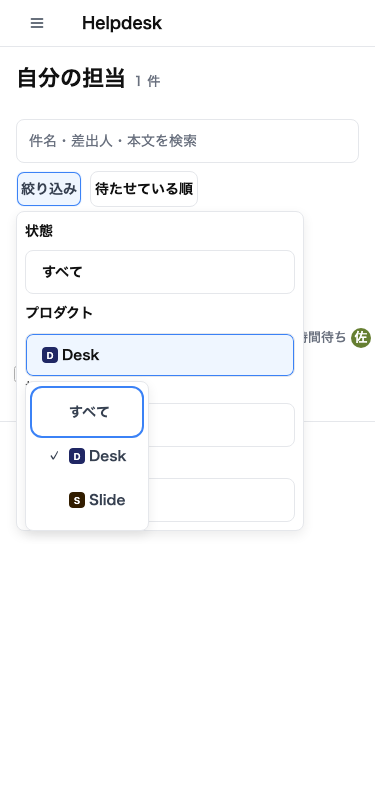 Helpdesk
自分の担当 1 件
件名・差出人・本文を検索
絞り込み 待たせている順
状態
すべて
プロダクト
D Desk
時間待ち 佐
すべて
✓ D Desk
S Slide